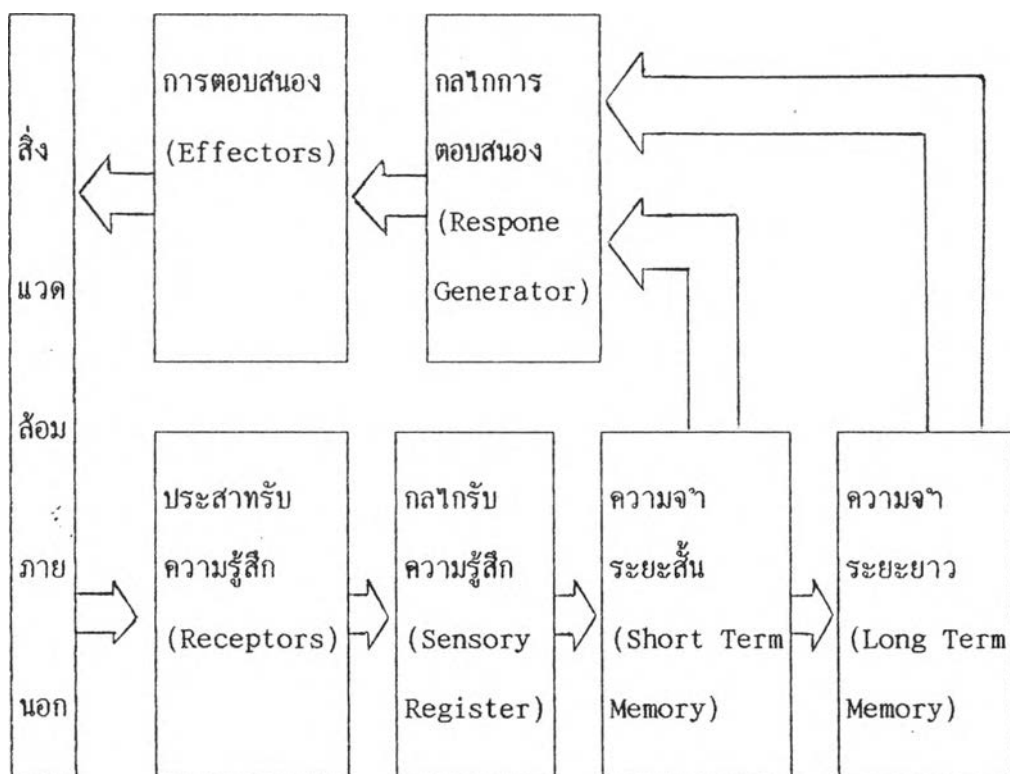 สิ่ง
แวด
ล้อม
ภาย
นอก
การตอบสนอง
(Effectors)
กลไกการ
ตอบสนอง
(Respone
Generator)
ประสาทรับ
ความรู้สึก
(Receptors)
กลไกรับ
ความรู้สึก
(Sensory
Register)
ความจำ
ระยะสั้น
(Short Term
Memory)
ความจำ
ระยะยาว
(Long Term
Memory)